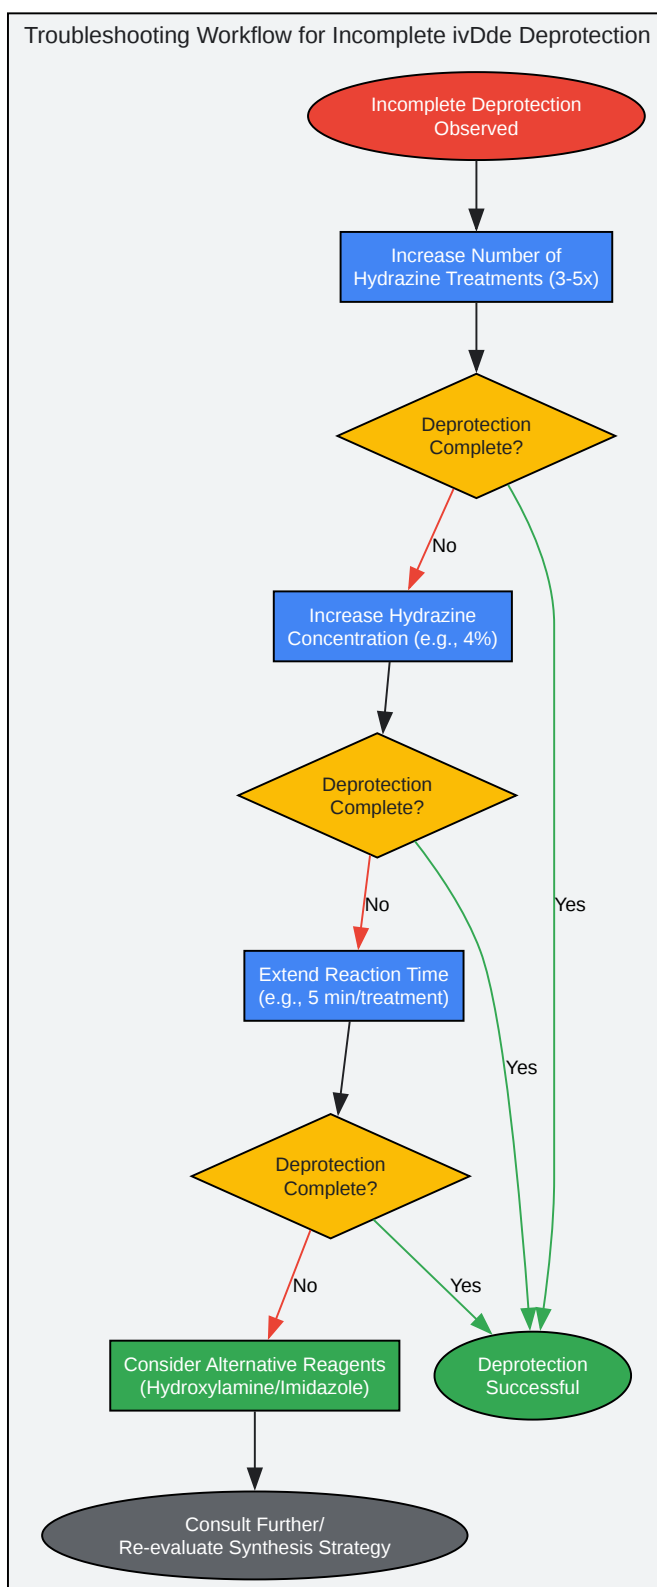 Troubleshooting Workflow for Incomplete ivDde Deprotection
Incomplete Deprotection
Observed
Increase Number of
Hydrazine Treatments (3-5x)
Deprotection
Complete?
No
Increase Hydrazine
Concentration (e.g., 4%)
Deprotection
Complete?
No
Yes
Extend Reaction Time
(e.g., 5 min/treatment)
Yes
Deprotection
Complete?
No
Yes
Consider Alternative Reagents
(Hydroxylamine/Imidazole)
Deprotection
Successful
Consult Further/
Re-evaluate Synthesis Strategy